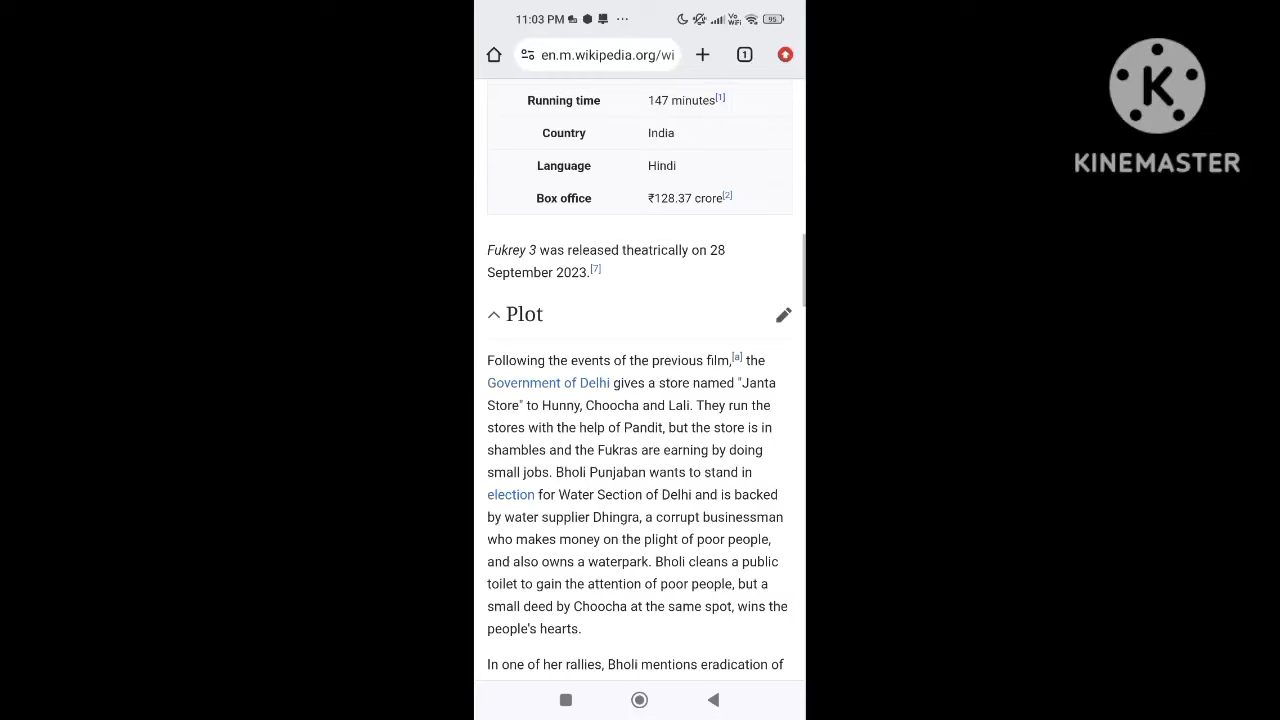 11:03 PM
Vo
WiFi
95
en.m.wikipedia.org/wi
1
K
KINEMASTER
Running time 147 minutes[1]
Country India
Language Hindi
Box office ₹128.37 crore[2]
Fukrey 3 was released theatrically on 28
September 2023.[7]
Plot
Following the events of the previous film,[a] the
Government of Delhi gives a store named "Janta
Store" to Hunny, Choocha and Lali. They run the
stores with the help of Pandit, but the store is in
shambles and the Fukras are earning by doing
small jobs. Bholi Punjaban wants to stand in
election for Water Section of Delhi and is backed
by water supplier Dhingra, a corrupt businessman
who makes money on the plight of poor people,
and also owns a waterpark. Bholi cleans a public
toilet to gain the attention of poor people, but a
small deed by Choocha at the same spot, wins the
people's hearts.
In one of her rallies, Bholi mentions eradication of